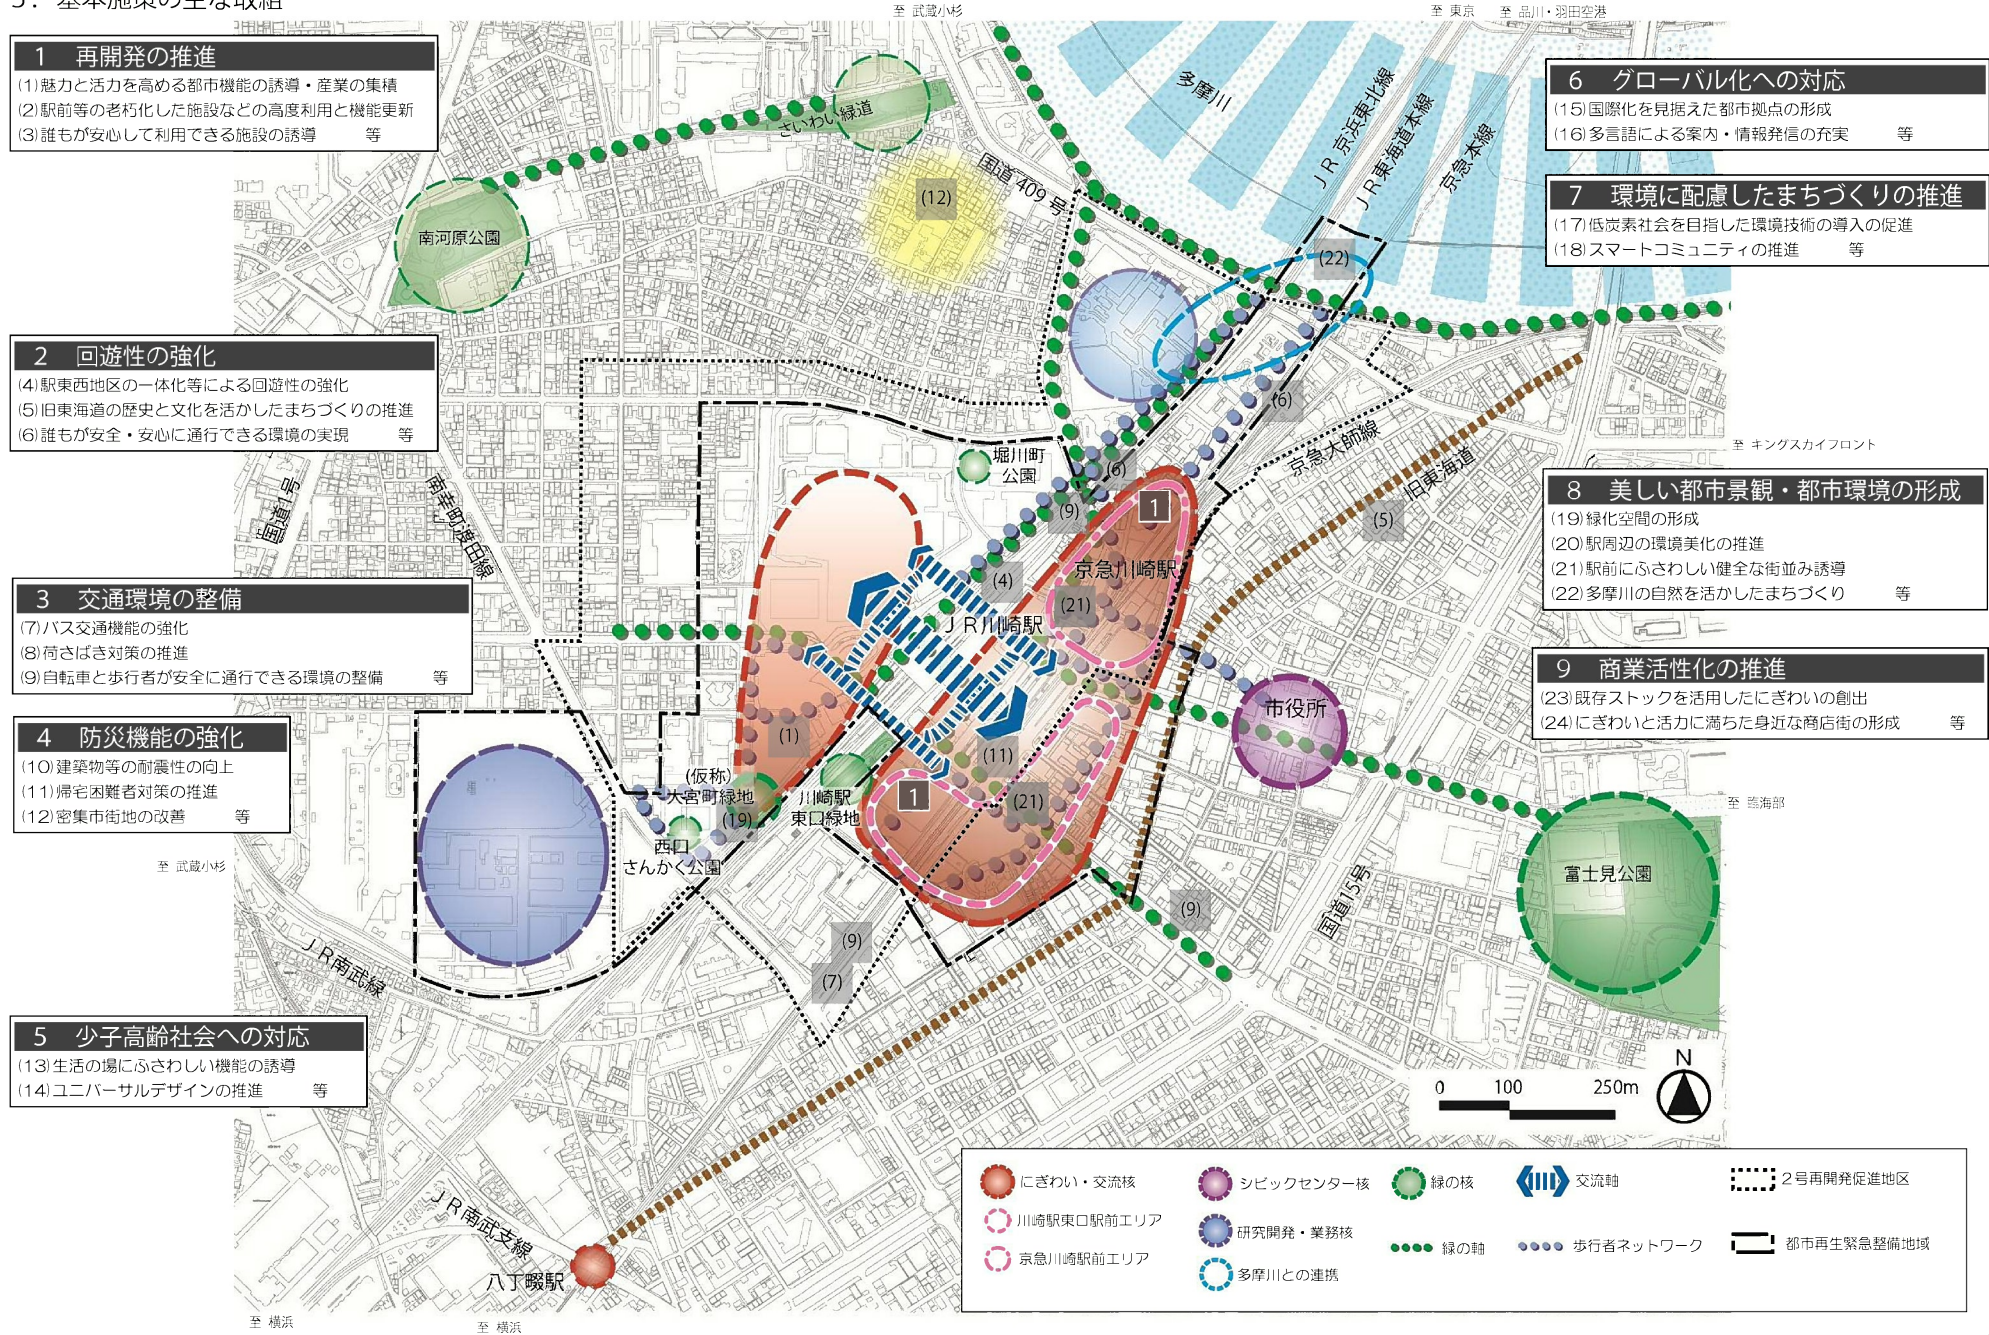 3．基本施策の主な取組
至 武蔵小杉
至 東京
至 品川・羽田空港
1 再開発の推進
(1)魅力と活力を高める都市機能の誘導・産業の集積
(2)駅前等の老朽化した施設などの高度利用と機能更新
(3)誰もが安心して利用できる施設の誘導 等
2 回遊性の強化
(4)駅東西地区の一体化等による回遊性の強化
(5)旧東海道の歴史と文化を活かしたまちづくりの推進
(6)誰もが安全・安心に通行できる環境の実現 等
3 交通環境の整備
(7)バス交通機能の強化
(8)荷さばき対策の推進
(9)自転車と歩行者が安全に通行できる環境の整備 等
4 防災機能の強化
(10)建築物等の耐震性の向上
(11)帰宅困難者対策の推進
(12)密集市街地の改善 等
5 少子高齢社会への対応
(13)生活の場にふさわしい機能の誘導
(14)ユニバーサルデザインの推進 等
6 グローバル化への対応
(15)国際化を見据えた都市拠点の形成
(16)多言語による案内・情報発信の充実 等
7 環境に配慮したまちづくりの推進
(17)低炭素社会を目指した環境技術の導入の促進
(18)スマートコミュニティの推進 等
8 美しい都市景観・都市環境の形成
(19)緑化空間の形成
(20)駅周辺の環境美化の推進
(21)駅前にふさわしい健全な街並み誘導
(22)多摩川の自然を活かしたまちづくり 等
9 商業活性化の推進
(23)既存ストックを活用したにぎわいの創出
(24)にぎわいと活力に満ちた身近な商店街の形成 等
多摩川
JR 京浜東北線
JR東海道本線
京急本線
さいわい緑道
国道409号
(12)
南河原公園
(22)
(6)
京急大師線
旧東海道
(5)
至 キングスカイフロント
堀川町
公園
(6)
(9)
1
京急川崎駅
(4)
(21)
JR川崎駅
国道1号
南幸町渡田線
(1)
(11)
市役所
(仮称)
大宮町緑地
(19)
川崎駅
東口緑地
1
(21)
西口
さんかく公園
至 武蔵小杉
至 臨海部
富士見公園
国道15号
(9)
(9)
(7)
JR南武線
JR南武支線
八丁畷駅
至 横浜
至 横浜
N
0 100 250m
にぎわい・交流核
川崎駅東口駅前エリア
京急川崎駅前エリア
シビックセンター核
研究開発・業務核
多摩川との連携
緑の核
緑の軸
交流軸
歩行者ネットワーク
2号再開発促進地区
都市再生緊急整備地域